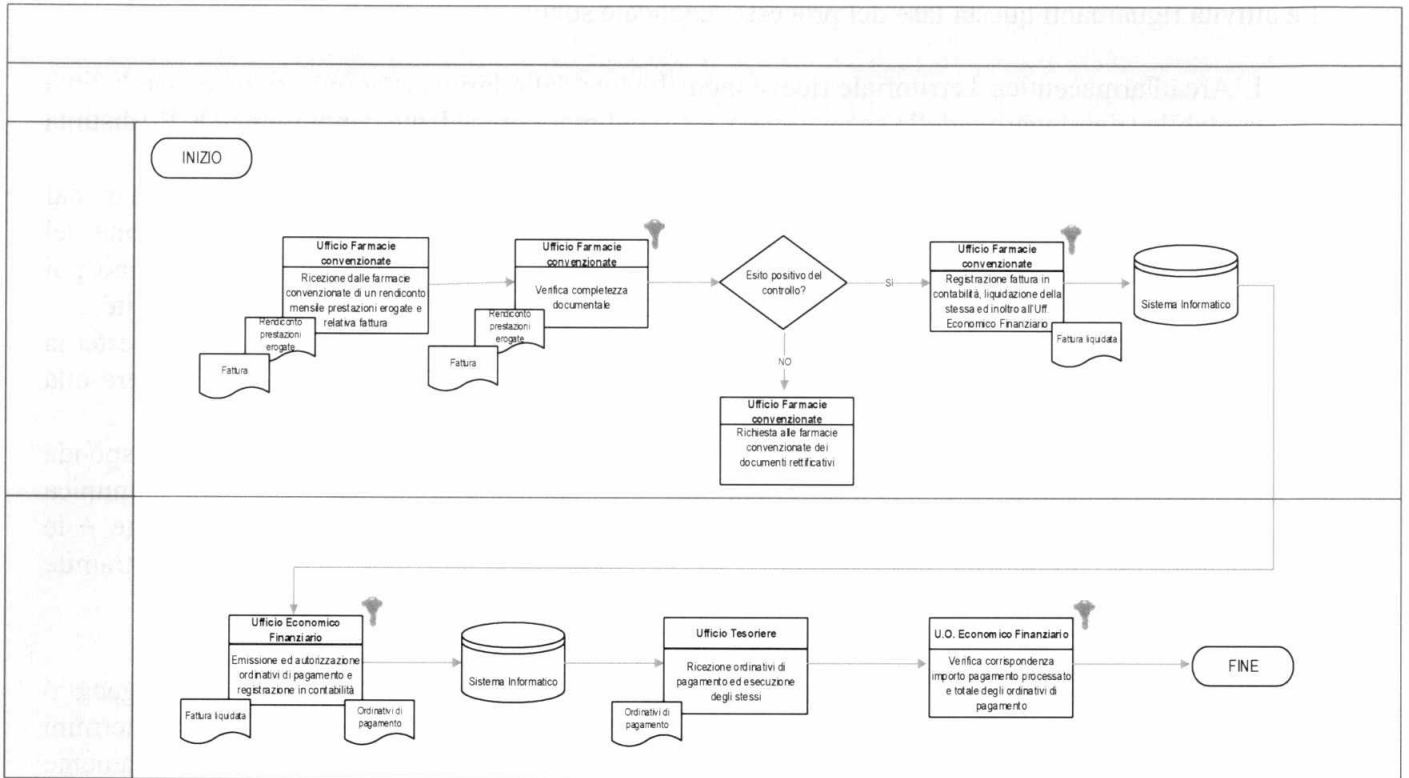 INIZIO
Ufficio Farmacie
convenzionate
Ricezione dalle farmacie
convenzionate di un rendiconto
mensile prestazioni erogate e
relativa fattura
Rendiconto
prestazioni
erogate
Fattura
Ufficio Farmacie
convenzionate
Verifica completezza
documentale
Rendiconto
prestazioni
erogate
Fattura
Esito positivo del
controllo?
SI
NO
Ufficio Farmacie
convenzionate
Richiesta alle farmacie
convenzionate dei
documenti rettificativi
Ufficio Farmacie
convenzionate
Registrazione fattura in
contabilità, liquidazione della
stessa ed inoltro all'Uff.
Economico Finanziario
Fattura liquidata
Sistema Informatico
Ufficio Economico
Finanziario
Emissione ed autorizzazione
ordinativi di pagamento e
registrazione in contabilità
Fattura liquidata
Ordinativi di
pagamento
Sistema Informatico
Ufficio Tesoriere
Ricezione ordinativi di
pagamento ed esecuzione
degli stessi
Ordinativi di
pagamento
U.O. Economico Finanziario
Verifica corrispondenza
importo pagamento processato
e totale degli ordinativi di
pagamento
FINE